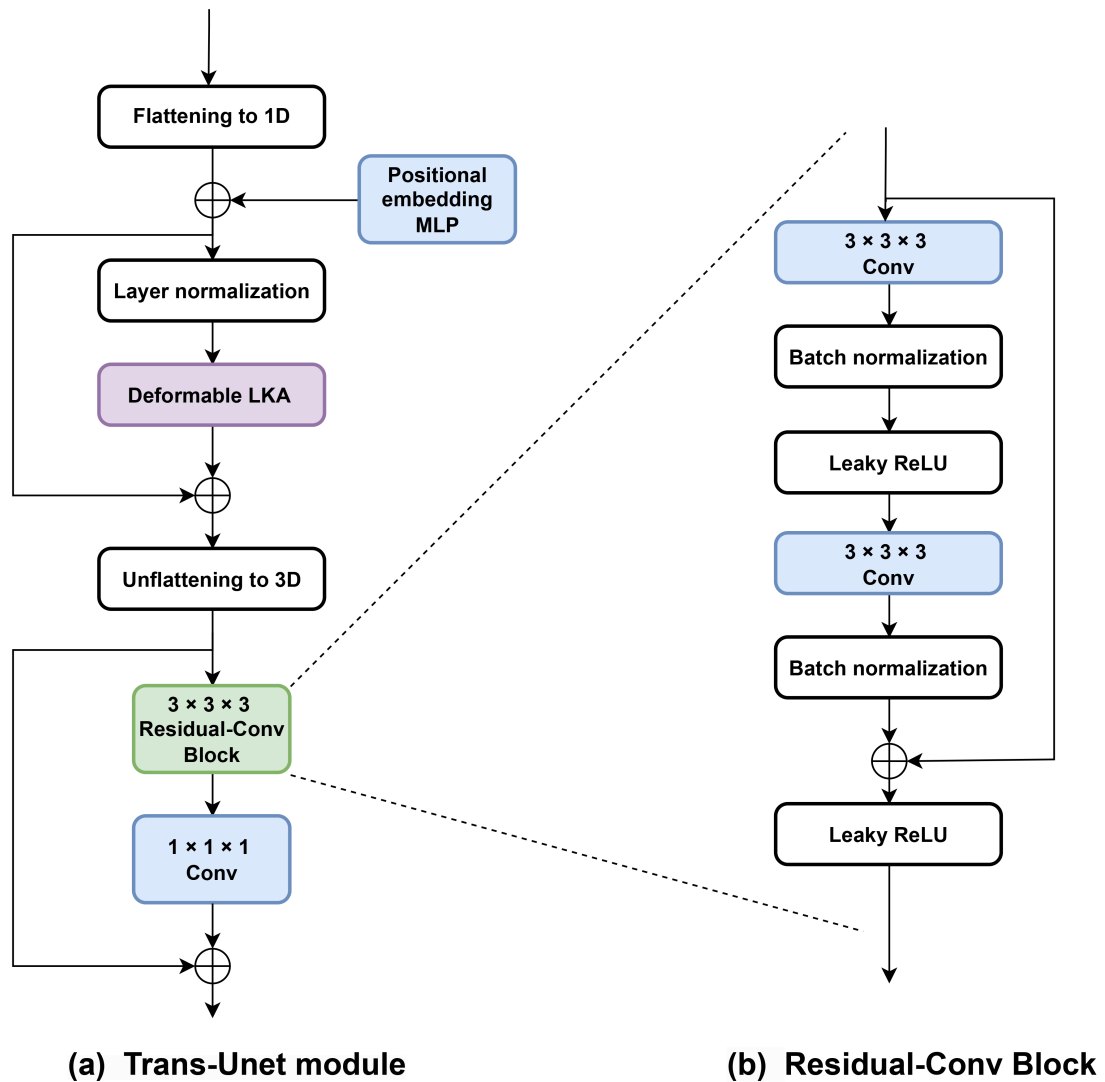 Flattening to 1D
Positional
embedding
MLP
Layer normalization
Deformable LKA
Unflattening to 3D
3 × 3 × 3
Residual-Conv
Block
1 × 1 × 1
Conv
(a) Trans-Unet module
3 × 3 × 3
Conv
Batch normalization
Leaky ReLU
3 × 3 × 3
Conv
Batch normalization
Leaky ReLU
(b) Residual-Conv Block